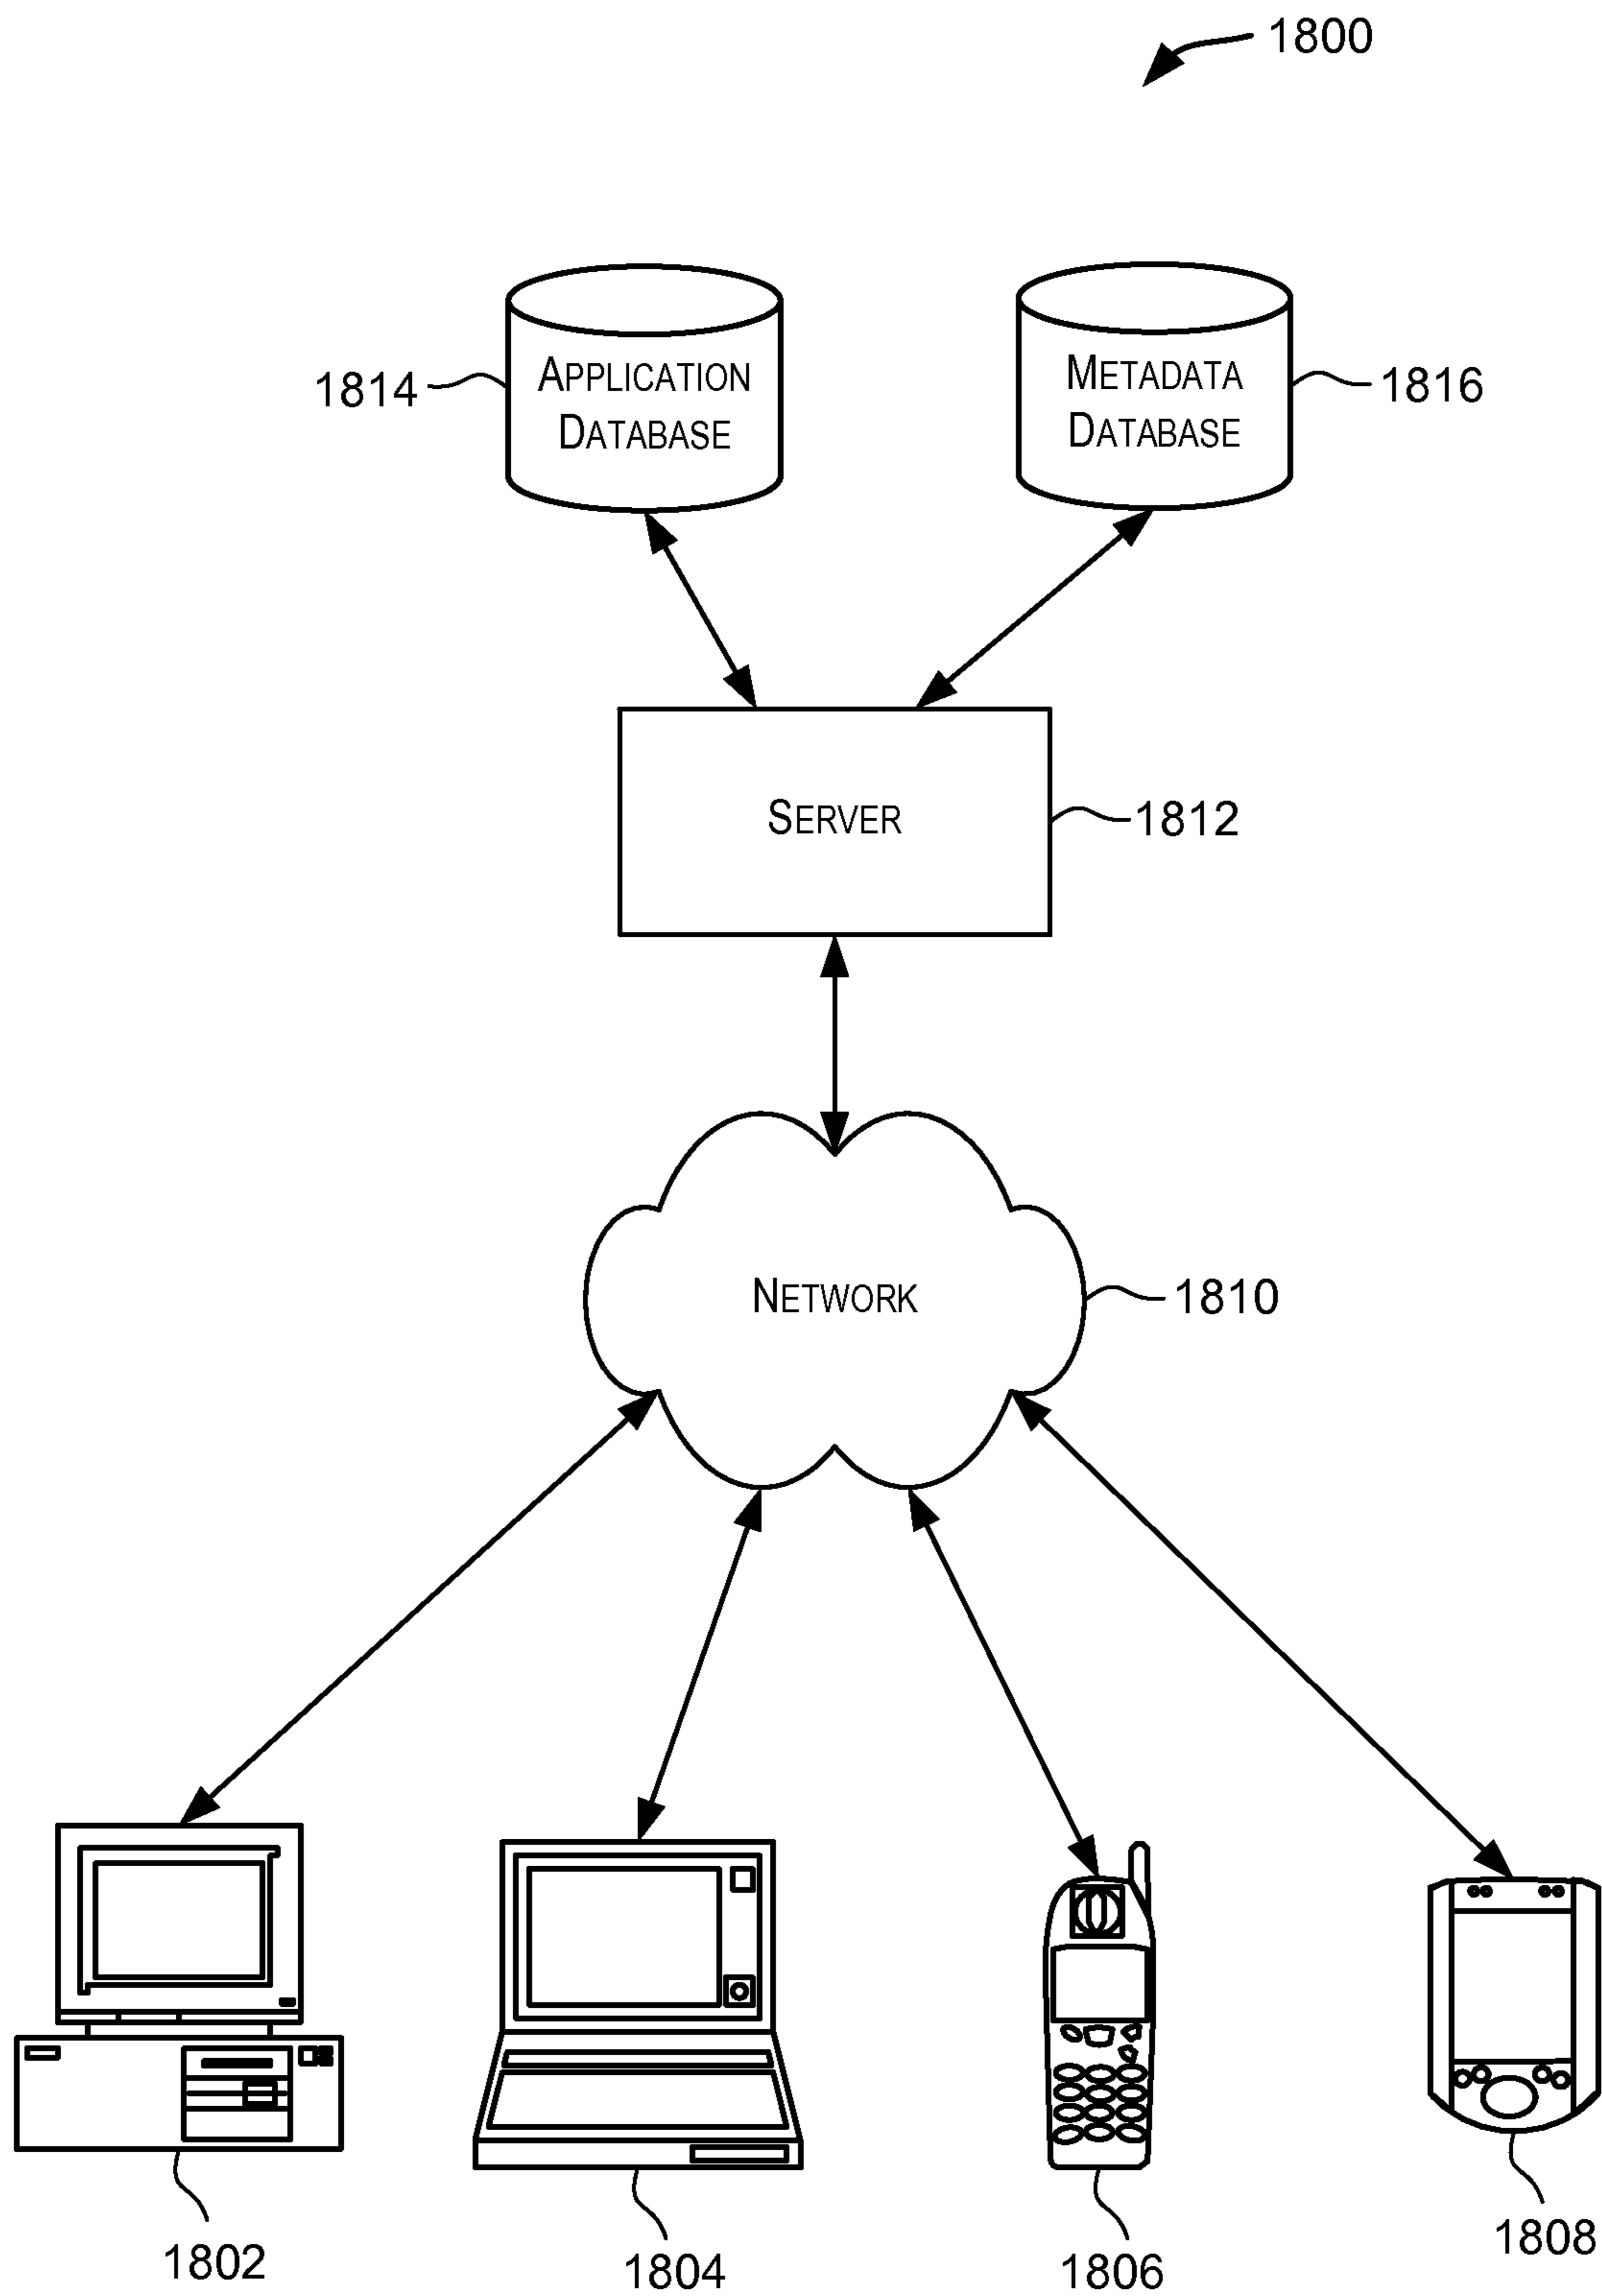 1800
1814
APPLICATION
DATABASE
METADATA
DATABASE
1816
SERVER
1812
NETWORK
1810
1802
1804
1806
1808